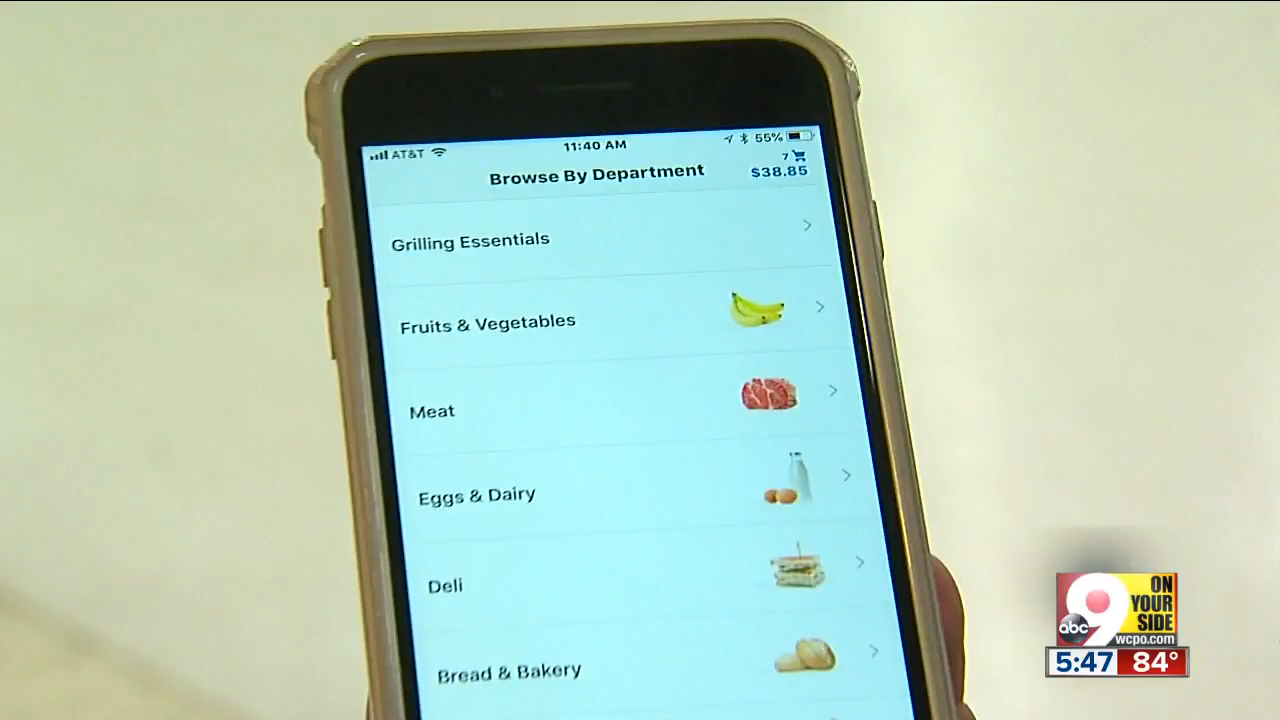 AT&T
11:40 AM
55%
Browse By Department
7
$38.85
Grilling Essentials
Fruits & Vegetables
Meat
Eggs & Dairy
Deli
Bread & Bakery
abc
9
ON
YOUR
SIDE
wcpo.com
5:47
84°